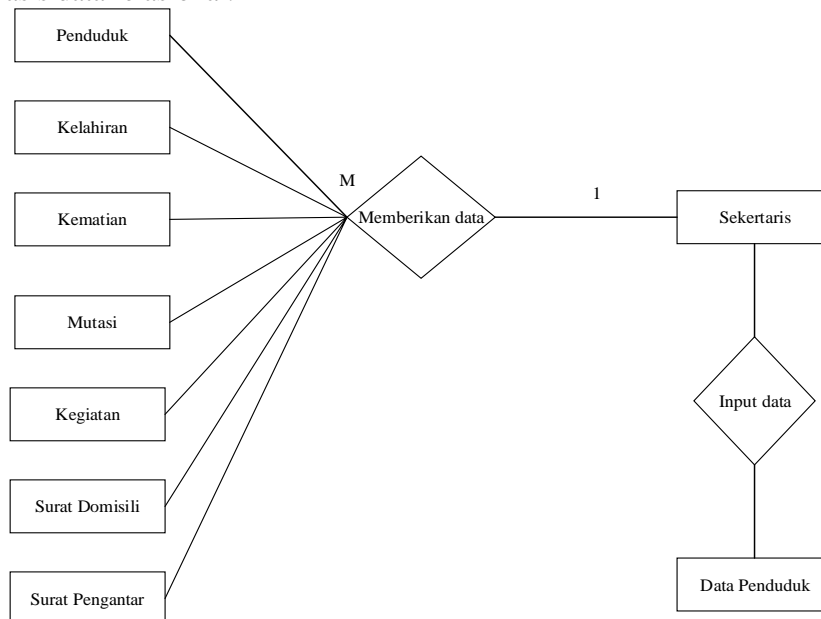 Penduduk
Kelahiran
Kematian
Mutasi
Kegiatan
Surat Domisili
Surat Pengantar
M
Memberikan data
1
Sekertaris
Input data
Data Penduduk